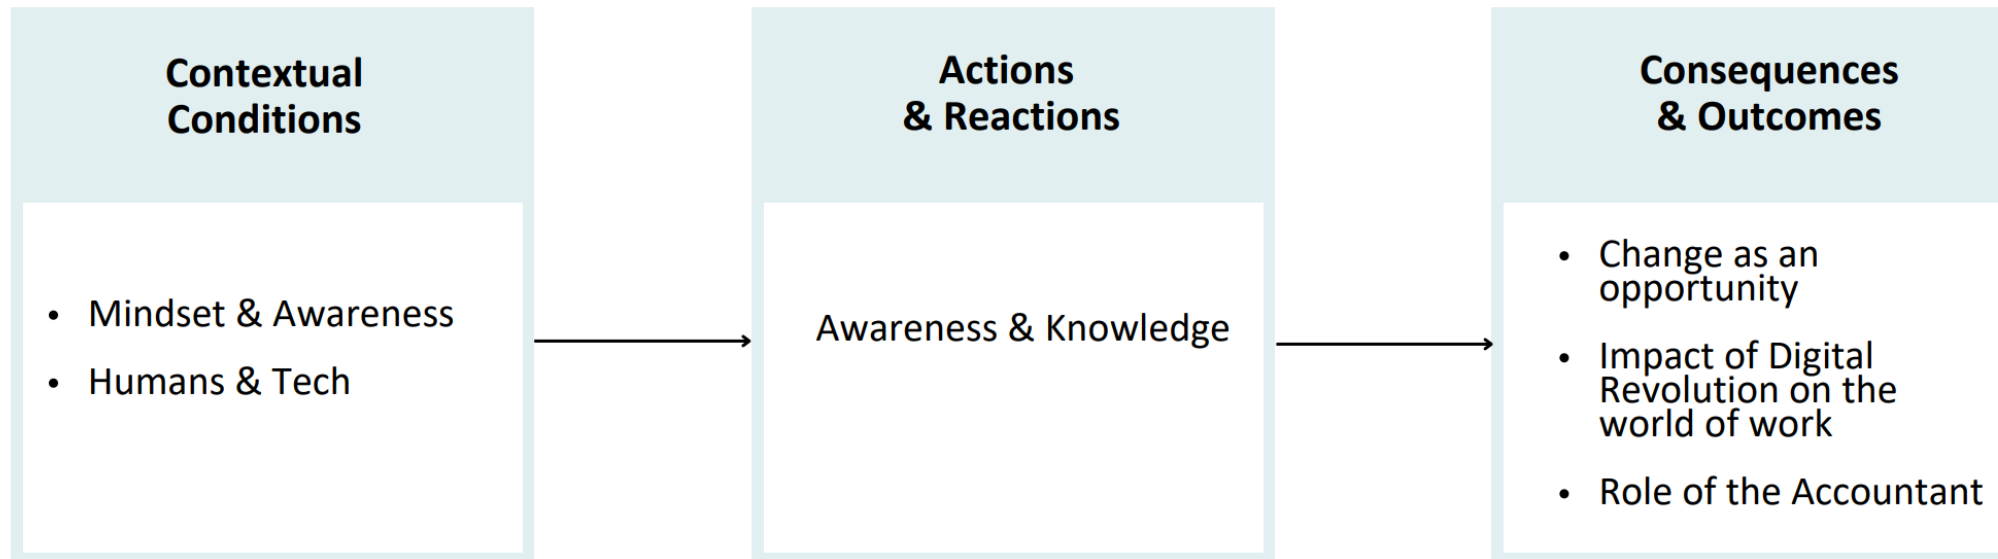 Contextual
Conditions
• Mindset & Awareness
• Humans & Tech
Actions
& Reactions
Awareness & Knowledge
Consequences
& Outcomes
• Change as an
opportunity
• Impact of Digital
Revolution on the
world of work
• Role of the Accountant